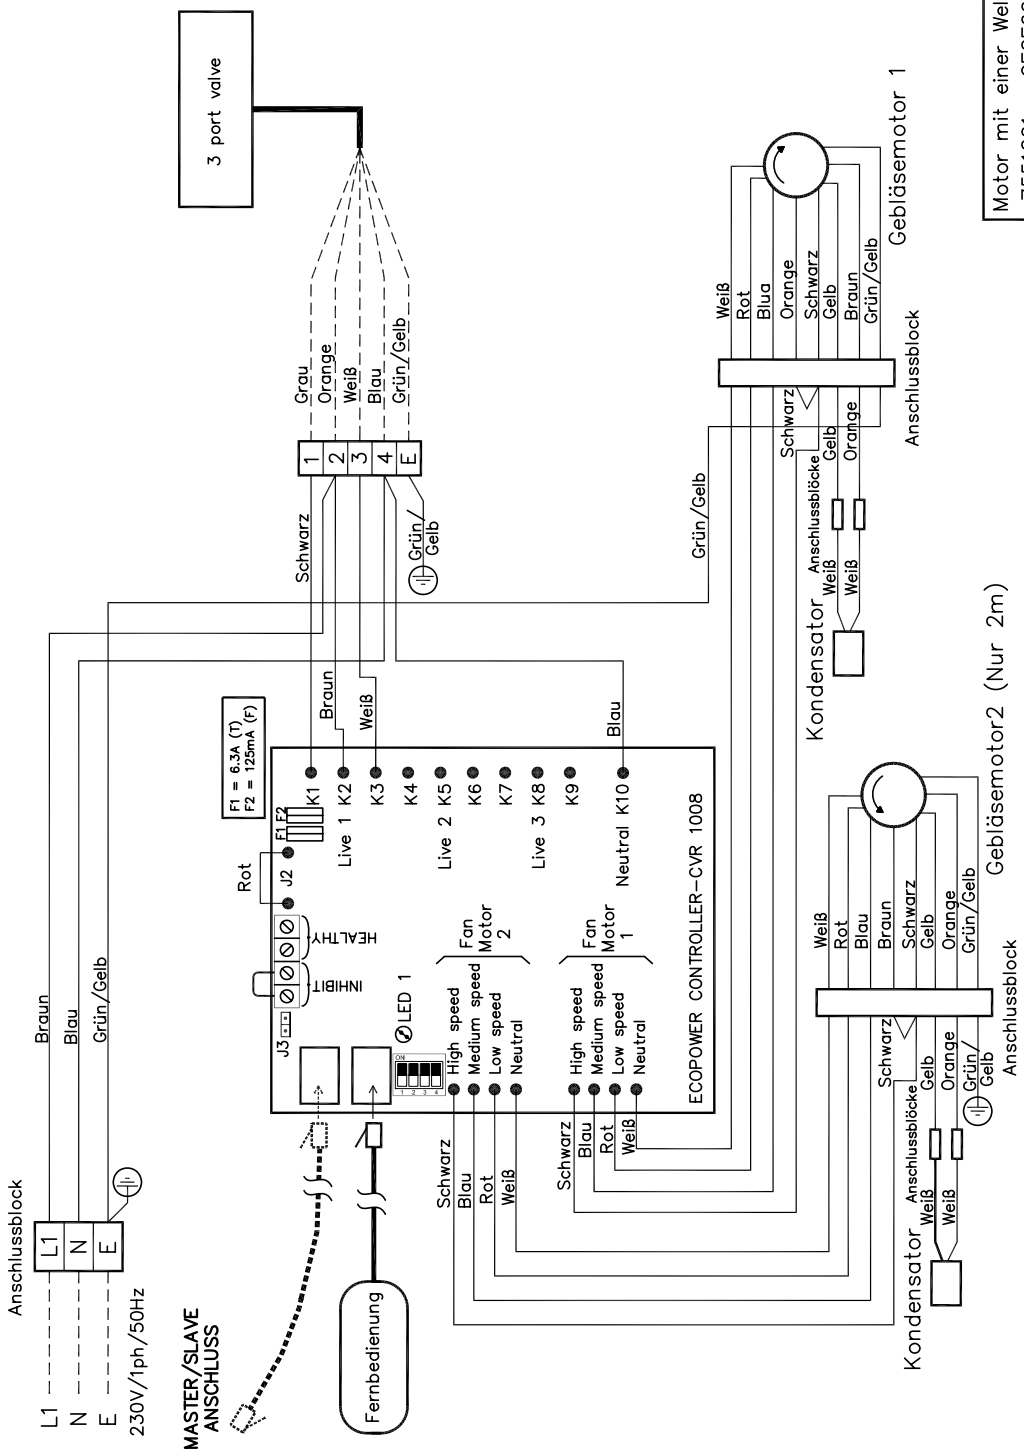 Anschlussblock
L1
N
E
L1
N
E
230V/1ph/50Hz
Braun
Blau
Grün/Gelb
MASTER/SLAVE
ANSCHLUSS
Fernbedienung
3 port valve
Grau
Orange
Weiß
Blau
Grün/Gelb
1
2
3
4
E
Schwarz
Grün/
Gelb
Braun
Weiß
Blau
F1 = 6.3A (T)
F2 = 125mA (F)
F1
F2
Rot
J2
HEALTHY
INHIBIT
J3
LED 1
ON
1 2 3 4
K1
K2
K3
K4
K5
K6
K7
K8
K9
K10
Live 1
Live 2
Live 3
Neutral
High speed
Medium speed
Low speed
Neutral
Fan
Motor
2
High speed
Medium speed
Low speed
Neutral
Fan
Motor
1
ECOPOWER CONTROLLER-CVR 1008
Schwarz
Blau
Rot
Weiß
Schwarz
Blau
Rot
Weiß
Grün/Gelb
Weiß
Rot
Blua
Orange
Schwarz
Gelb
Braun
Grün/Gelb
Gebläsemotor 1
Anschlussblock
Schwarz
Gelb
Orange
Anschlussblöcke
Weiß
Weiß
Kondensator
Weiß
Rot
Blau
Braun
Schwarz
Gelb
Orange
Grün/Gelb
Gebläsemotor2 (Nur 2m)
Anschlussblock
Schwarz
Gelb
Orange
Grün/
Gelb
Anschlussblöcke
Weiß
Weiß
Kondensator
Motor mit einer Wel